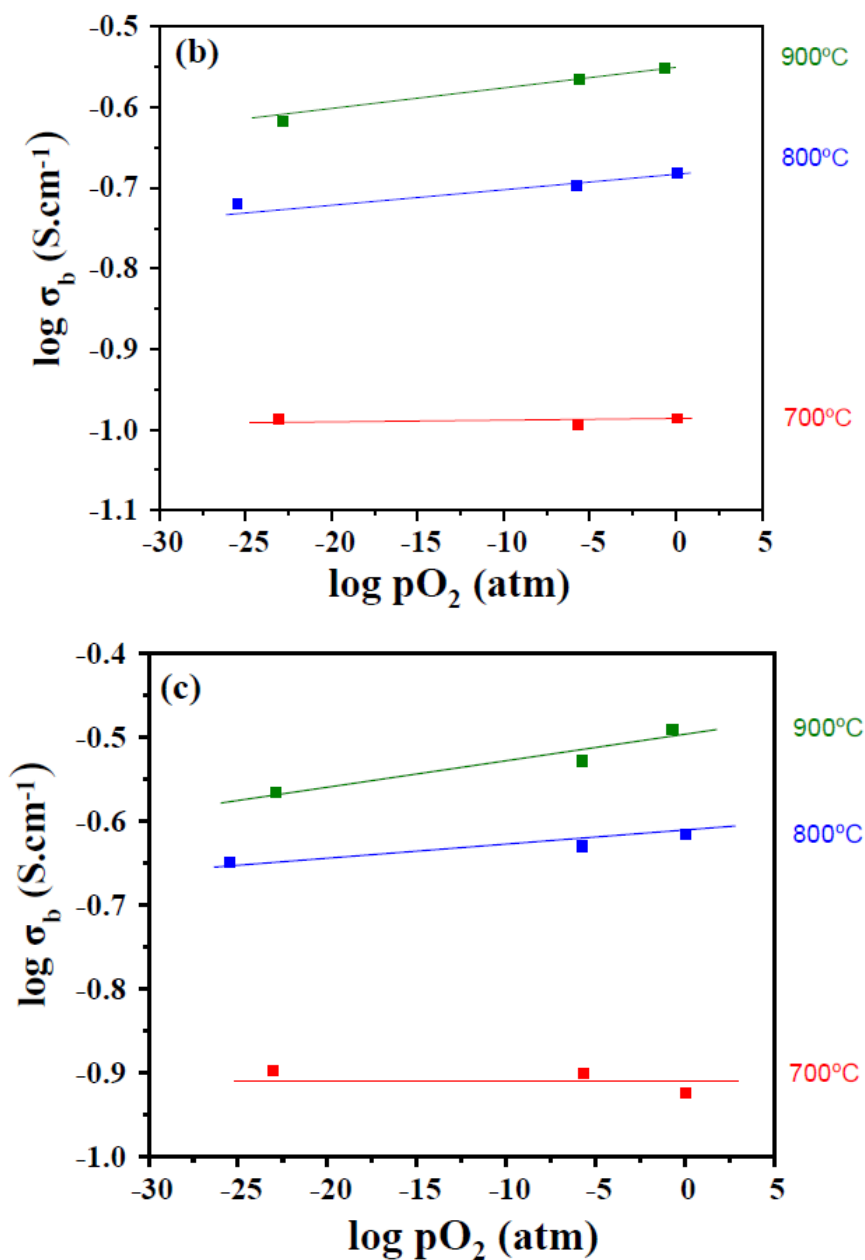 (b)
-0.5
-0.6
-0.7
-0.8
-0.9
-1.0
-1.1
log σb (S.cm-1)
-30 -25 -20 -15 -10 -5 0 5
log pO2 (atm)
900ºC
800ºC
700ºC
(c)
-0.4
-0.5
-0.6
-0.7
-0.8
-0.9
-1.0
log σb (S.cm-1)
-30 -25 -20 -15 -10 -5 0 5
log pO2 (atm)
900ºC
800ºC
700ºC